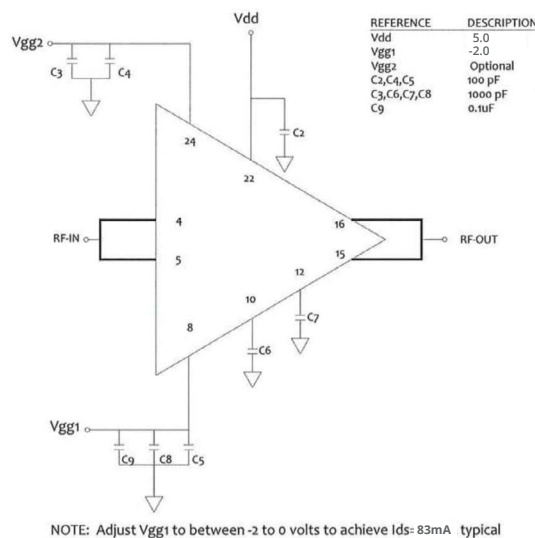 REFERENCE DESCRIPTION
Vdd 5.0
Vgg1 -2.0
Vgg2 Optional
C2,C4,C5 100 pF
C3,C6,C7,C8 1000 pF
C9 0.1uF
Vdd
Vgg2
C3 C4
C2
24
22
4
16
RF-IN
RF-OUT
5
15
12
10
C7
8
C6
Vgg1
C9 C8 C5
NOTE: Adjust Vgg1 to between -2 to 0 volts to achieve Ids= 83mA typical